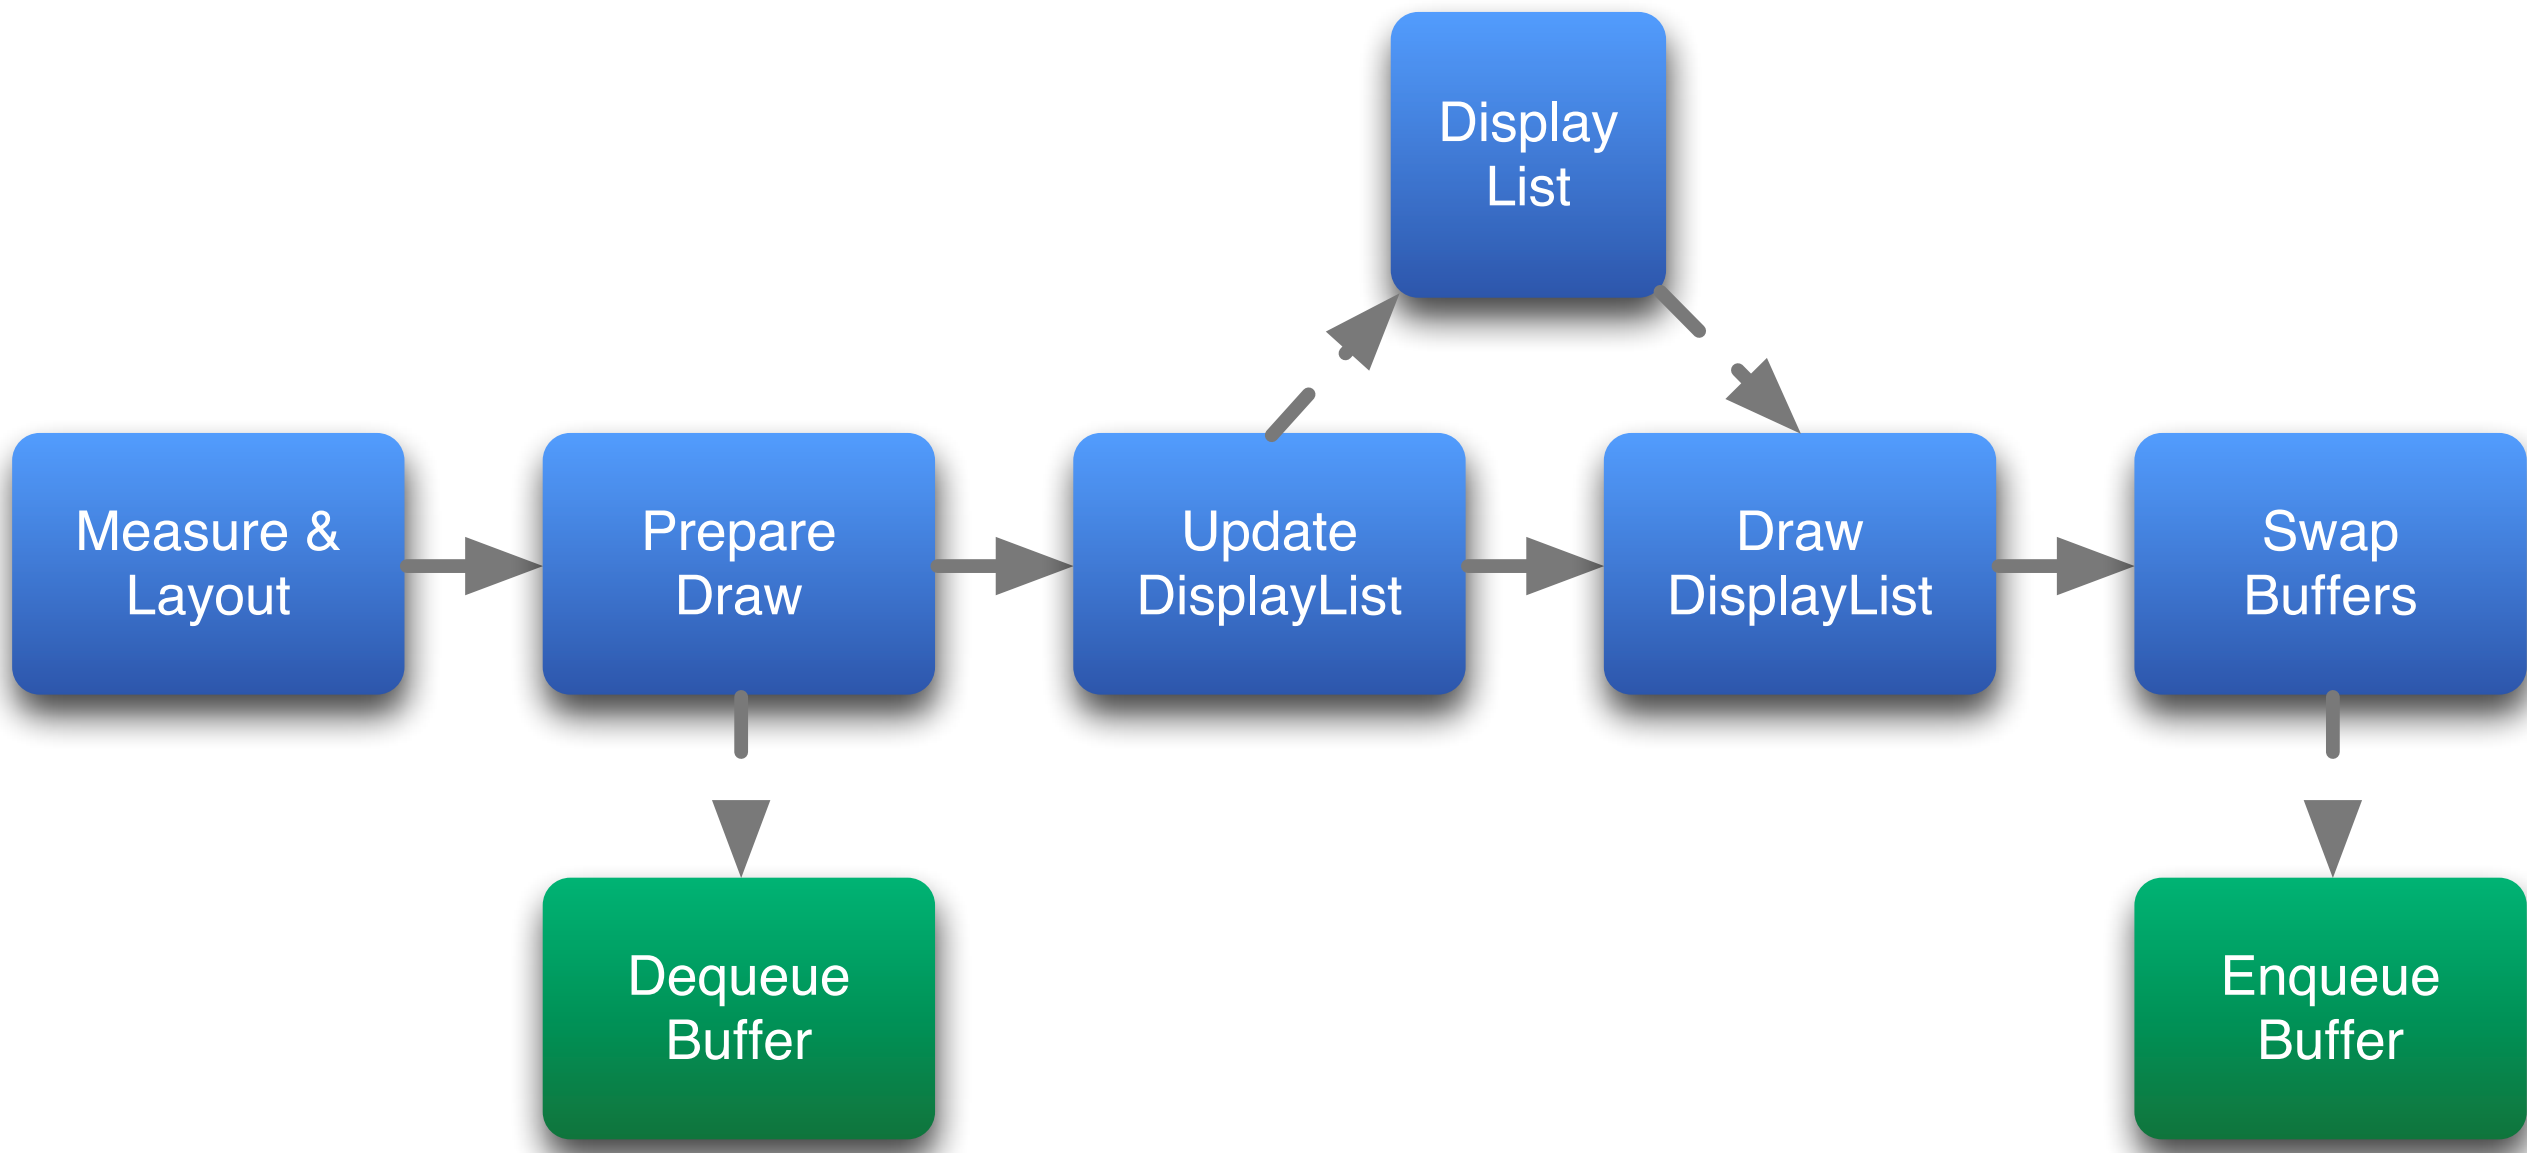 Display
List
Measure &
Layout
Prepare
Draw
Update
DisplayList
Draw
DisplayList
Swap
Buffers
Dequeue
Buffer
Enqueue
Buffer